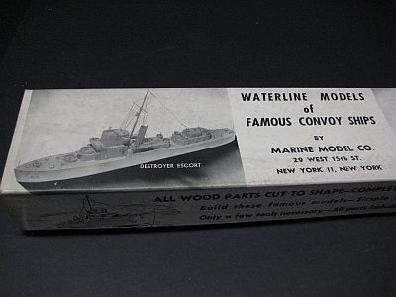 WATERLINE MODELS
of
FAMOUS CONVOY SHIPS
BY
MARINE MODEL CO.
29 WEST 15th ST.
NEW YORK 11, NEW YORK
DESTROYER ESCORT
ALL WOOD PARTS CUT TO SHAPE—COMPLET
Build these famous models—Simple
Only a few tools necessary—All parts